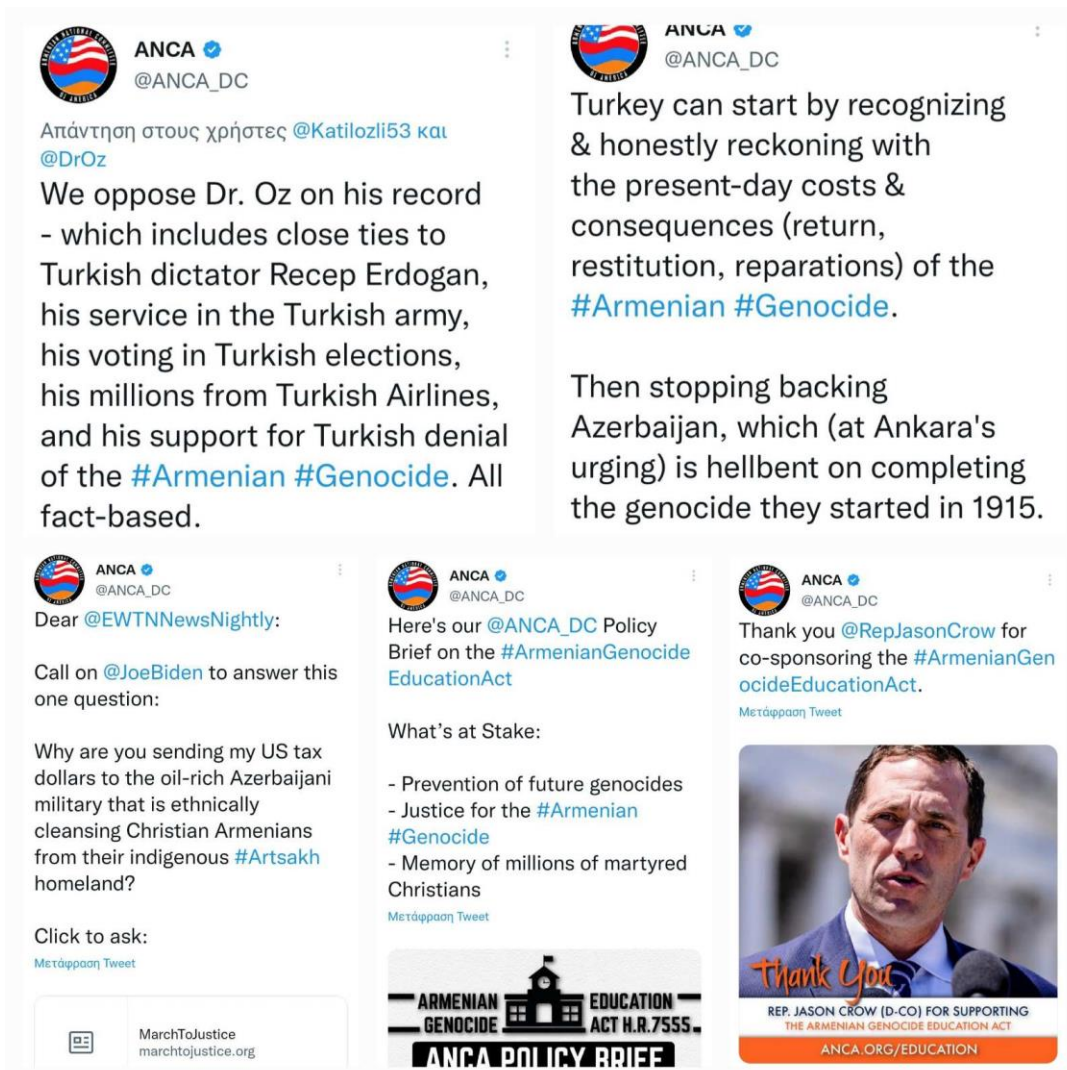 ANCA
@ANCA_DC
Απάντηση στους χρήστες @Katilozli53 και
@DrOz
We oppose Dr. Oz on his record
- which includes close ties to
Turkish dictator Recep Erdogan,
his service in the Turkish army,
his voting in Turkish elections,
his millions from Turkish Airlines,
and his support for Turkish denial
of the #Armenian #Genocide. All
fact-based.
ANCA
@ANCA_DC
Turkey can start by recognizing
& honestly reckoning with
the present-day costs &
consequences (return,
restitution, reparations) of the
#Armenian #Genocide.
Then stopping backing
Azerbaijan, which (at Ankara's
urging) is hellbent on completing
the genocide they started in 1915.
ANCA
@ANCA_DC
Dear @EWTNNewsNightly:
Call on @JoeBiden to answer this
one question:
Why are you sending my US tax
dollars to the oil-rich Azerbaijani
military that is ethnically
cleansing Christian Armenians
from their indigenous #Artsakh
homeland?
Click to ask:
Μετάφραση Tweet
MarchToJustice
marchtojustice.org
ANCA
@ANCA_DC
Here's our @ANCA_DC Policy
Brief on the #ArmenianGenocide
EducationAct
What's at Stake:
- Prevention of future genocides
- Justice for the #Armenian
#Genocide
- Memory of millions of martyred
Christians
Μετάφραση Tweet
ARMENIAN EDUCATION
GENOCIDE ACT H.R.7555
ANCA POLICY BRIEF
ANCA
@ANCA_DC
Thank you @RepJasonCrow for
co-sponsoring the #ArmenianGen
ocideEducationAct.
Μετάφραση Tweet
Thank You
REP. JASON CROW (D-CO) FOR SUPPORTING
THE ARMENIAN GENOCIDE EDUCATION ACT
ANCA.ORG/EDUCATION